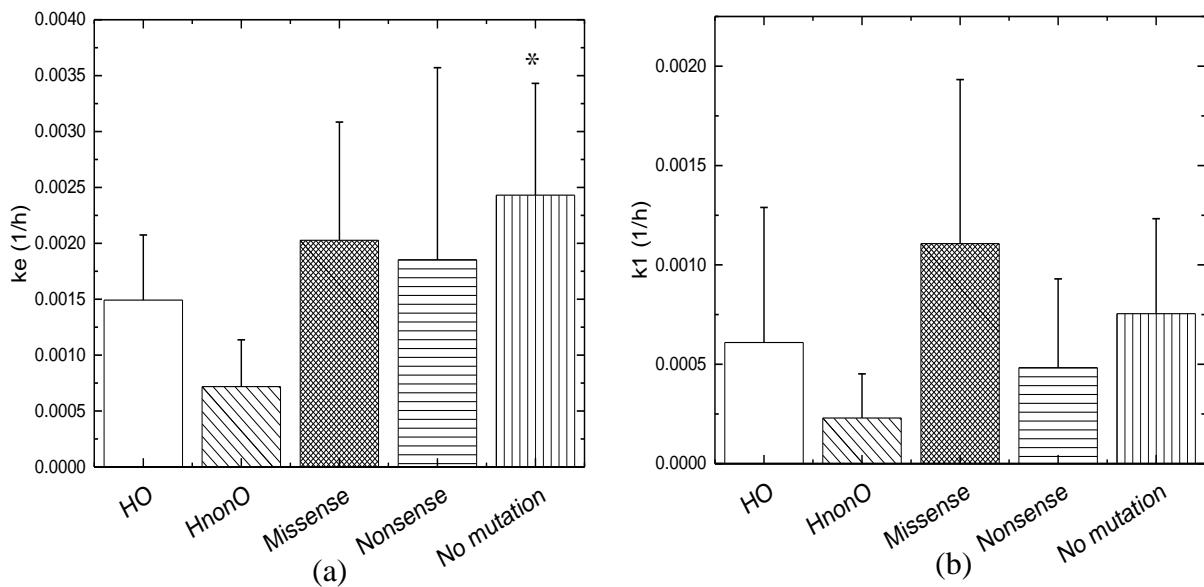 0.0040
0.0035
0.0030
0.0025
0.0020
0.0015
0.0010
0.0005
0.0000
ke (1/h)
*
HO
HnonO
Missense
Nonsense
No mutation
(a)
0.0020
0.0015
0.0010
0.0005
0.0000
k1 (1/h)
HO
HnonO
Missense
Nonsense
No mutation
(b)